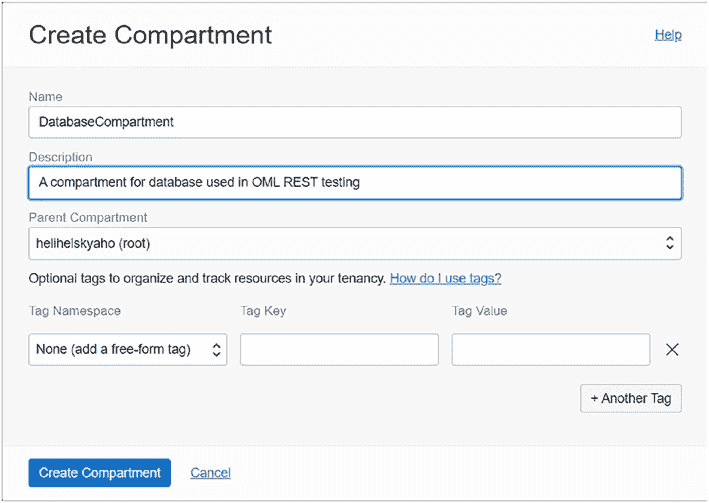 Create Compartment
Help
Name
DatabaseCompartment
Description
A compartment for database used in OML REST testing
Parent Compartment
helihelskyaho (root)
Optional tags to organize and track resources in your tenancy. How do I use tags?
Tag Namespace Tag Key Tag Value
None (add a free-form tag)
+ Another Tag
Create Compartment Cancel